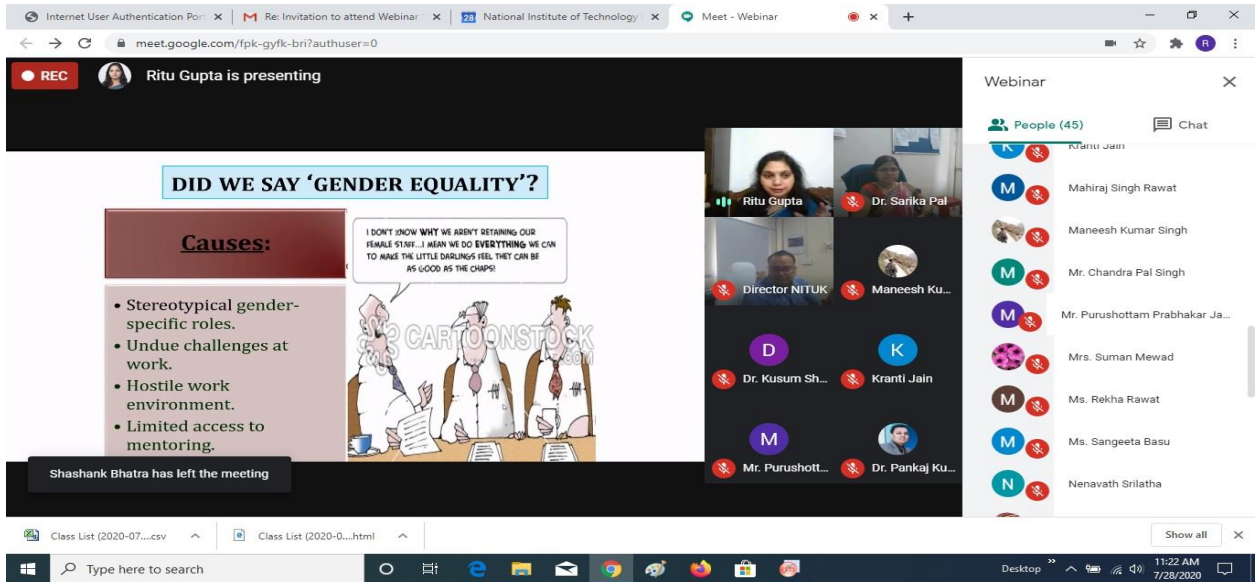 Internet User Authentication Por
Re: Invitation to attend Webinar
28 National Institute of Technology
Meet - Webinar
meet.google.com/fpk-gyfk-bri?authuser=0
R
REC
Ritu Gupta is presenting
DID WE SAY 'GENDER EQUALITY'?
Causes:
• Stereotypical gender-
specific roles.
• Undue challenges at
work.
• Hostile work
environment.
• Limited access to
mentoring.
I DON'T KNOW WHY WE AREN'T RETAINING OUR
FEMALE STAFF...I MEAN WE DO EVERYTHING WE CAN
TO MAKE THE LITTLE DARLINGS FEEL THEY CAN BE
AS GOOD AS THE CHAPS!
CARTOONSTOCK
.COM
Shashank Bhatra has left the meeting
Ritu Gupta
Dr. Sarika Pal
Director NITUK
Maneesh Ku...
D
Dr. Kusum Sh...
K
Kranti Jain
M
Mr. Purushott...
Dr. Pankaj Ku...
Webinar
People (45)
Chat
K
Kranti Jain
M
Mahiraj Singh Rawat
Maneesh Kumar Singh
M
Mr. Chandra Pal Singh
M
Mr. Purushottam Prabhakar Ja...
Mrs. Suman Mewad
M
Ms. Rekha Rawat
M
Ms. Sangeeta Basu
N
Nenavath Srilatha
Class List (2020-07....csv
Class List (2020-0....html
Show all
Type here to search
Desktop
11:22 AM
7/28/2020